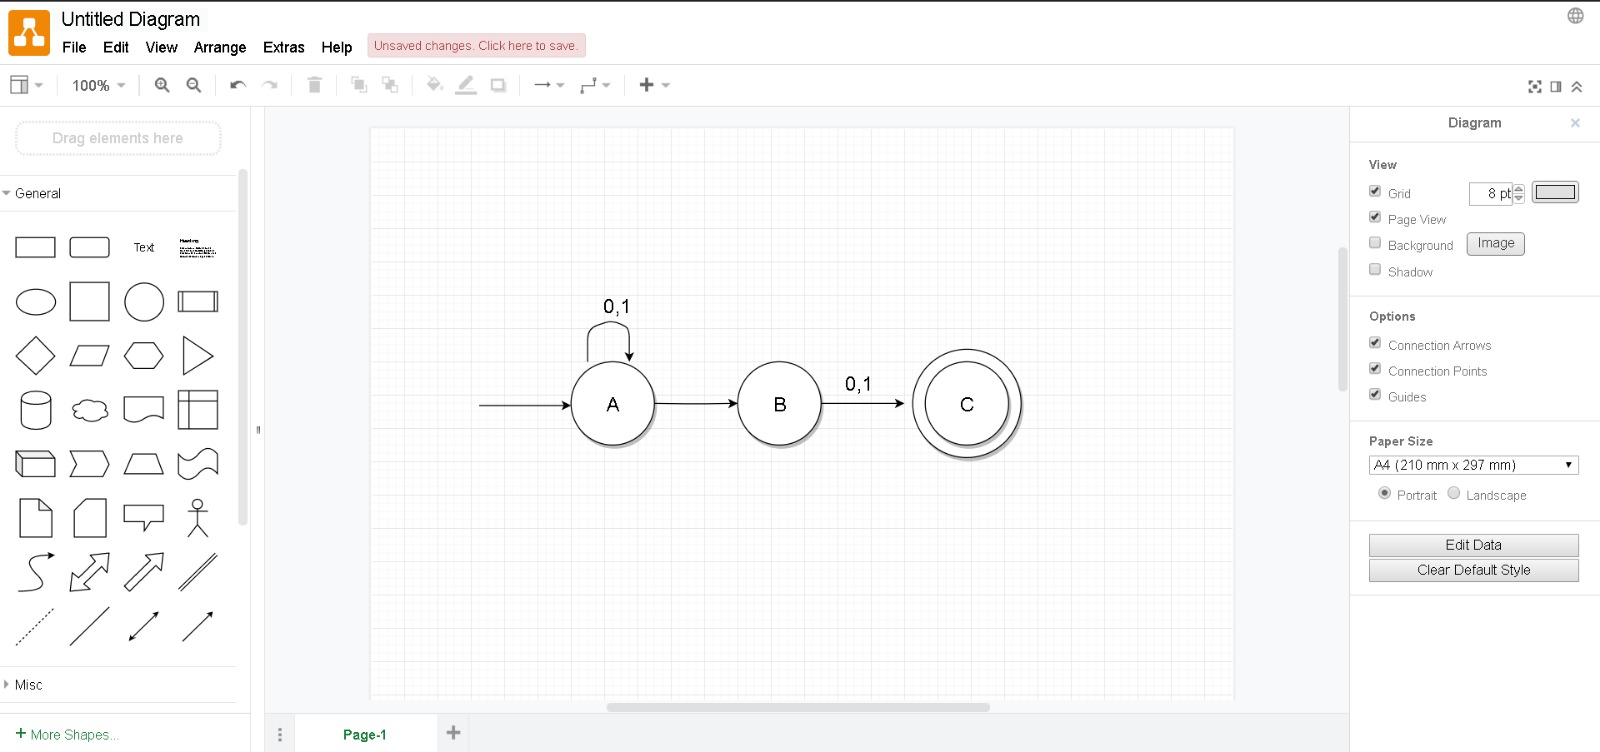 Untitled Diagram
File Edit View Arrange Extras Help Unsaved changes. Click here to save.
100%
Drag elements here
General
Text
Heading
Misc
+ More Shapes...
0,1
A
B
0,1
C
Page-1
Diagram
View
Grid 8 pt
Page View
Background Image
Shadow
Options
Connection Arrows
Connection Points
Guides
Paper Size
A4 (210 mm x 297 mm)
Portrait Landscape
Edit Data
Clear Default Style